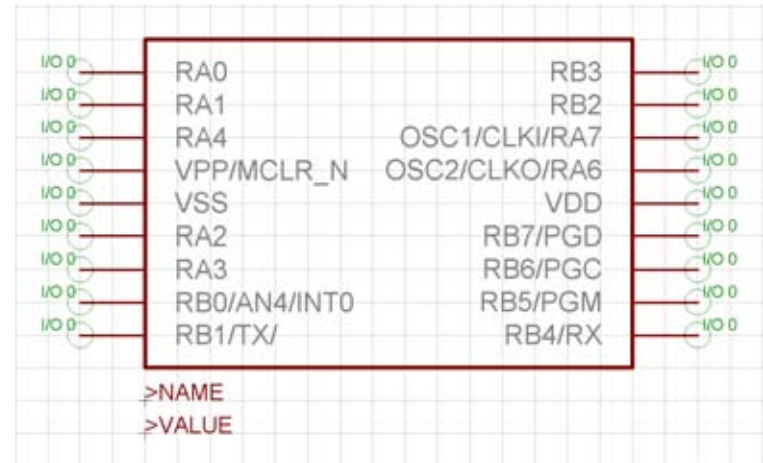 I/O 0 RA0 RB3 I/O 0
I/O 0 RA1 RB2 I/O 0
I/O 0 RA4 OSC1/CLKI/RA7 I/O 0
I/O 0 VPP/MCLR_N OSC2/CLKO/RA6 I/O 0
I/O 0 VSS VDD I/O 0
I/O 0 RA2 RB7/PGD I/O 0
I/O 0 RA3 RB6/PGC I/O 0
I/O 0 RB0/AN4/INT0 RB5/PGM I/O 0
I/O 0 RB1/TX/ RB4/RX I/O 0
>NAME
>VALUE